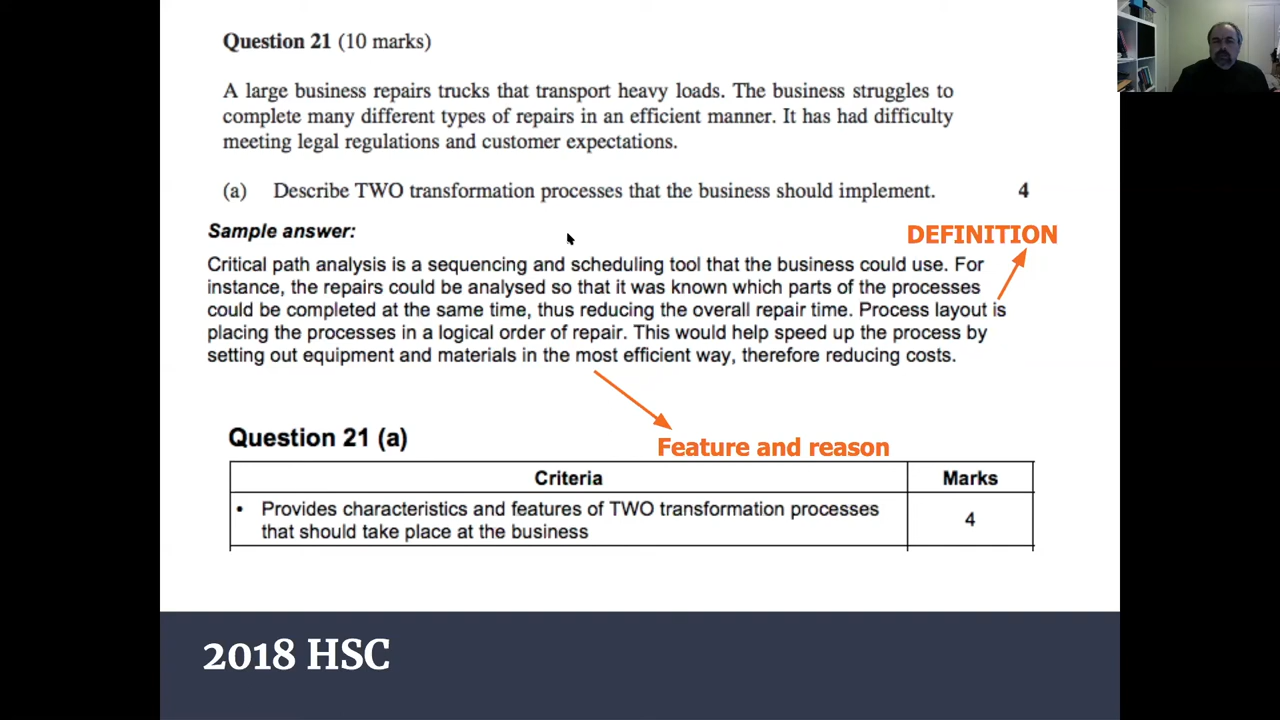 Question 21 (10 marks)
A large business repairs trucks that transport heavy loads. The business struggles to
complete many different types of repairs in an efficient manner. It has had difficulty
meeting legal regulations and customer expectations.
(a) Describe TWO transformation processes that the business should implement. 4
Sample answer:
DEFINITION
Critical path analysis is a sequencing and scheduling tool that the business could use. For
instance, the repairs could be analysed so that it was known which parts of the processes
could be completed at the same time, thus reducing the overall repair time. Process layout is
placing the processes in a logical order of repair. This would help speed up the process by
setting out equipment and materials in the most efficient way, therefore reducing costs.
Feature and reason
Question 21 (a)
Criteria Marks
• Provides characteristics and features of TWO transformation processes
that should take place at the business
4
2018 HSC